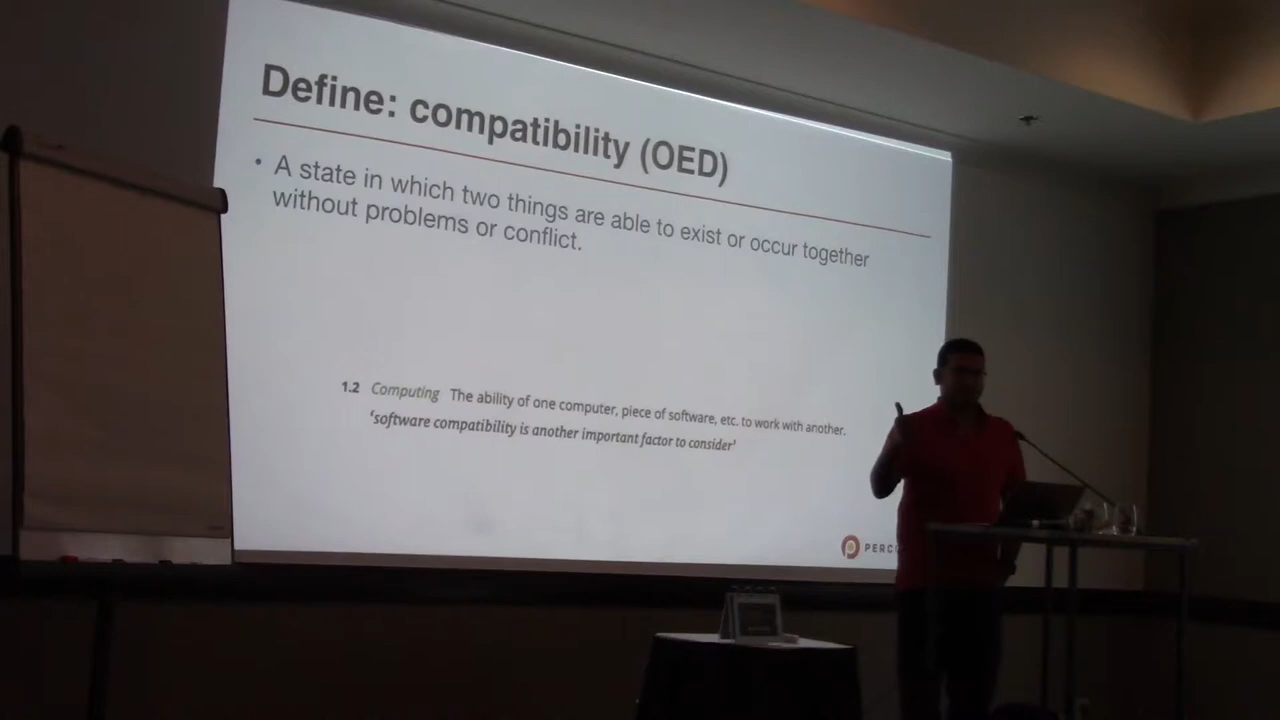 Define: compatibility (OED)
• A state in which two things are able to exist or occur together
without problems or conflict.
1.2 Computing The ability of one computer, piece of software, etc. to work with another.
‘software compatibility is another important factor to consider’
PERCO